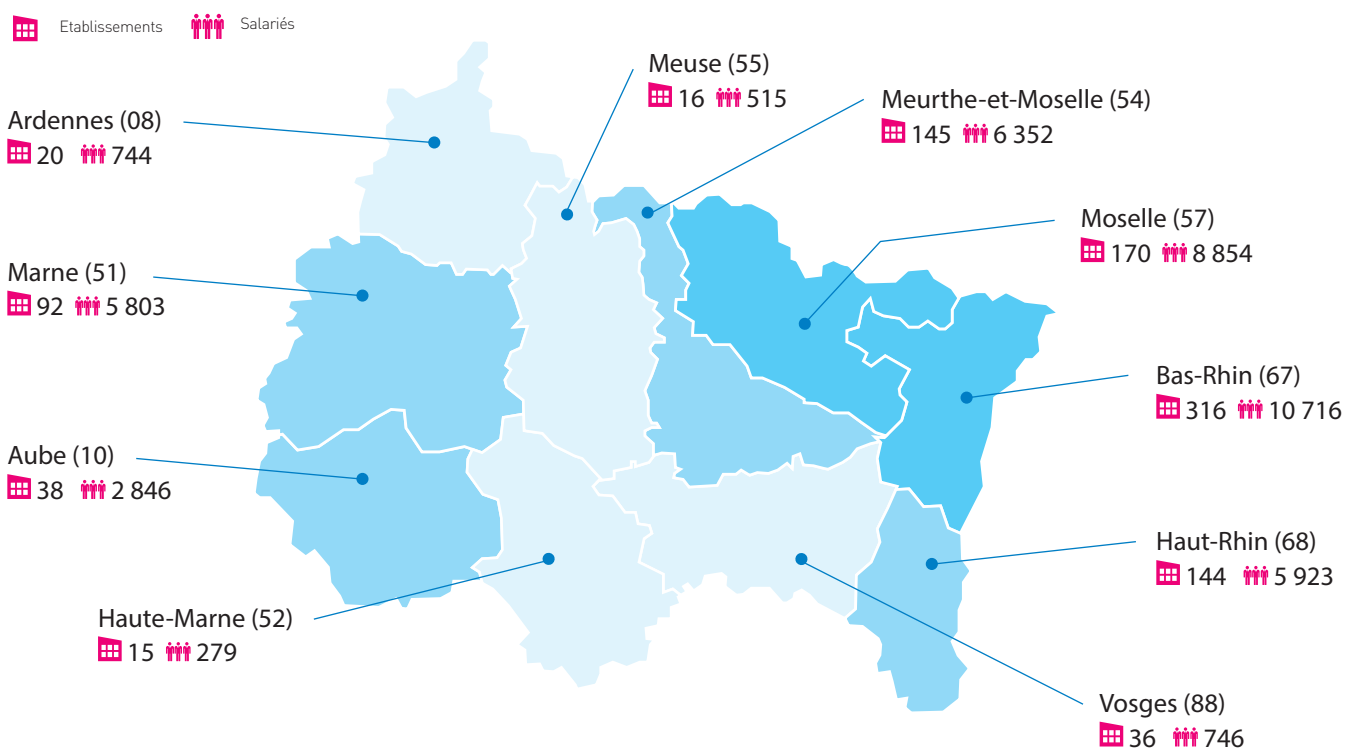 Etablissements Salariés
Meuse (55)
16 515
Meurthe-et-Moselle (54)
145 6 352
Ardennes (08)
20 744
Moselle (57)
170 8 854
Marne (51)
92 5 803
Bas-Rhin (67)
316 10 716
Aube (10)
38 2 846
Haut-Rhin (68)
144 5 923
Haute-Marne (52)
15 279
Vosges (88)
36 746